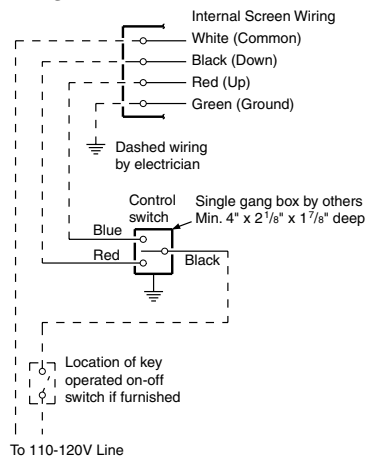 Internal Screen Wiring
White (Common)
Black (Down)
Red (Up)
Green (Ground)
Dashed wiring
by electrician
Control
switch
Single gang box by others
Min. 4" x 2 1/8" x 1 7/8" deep
Blue
Red
Black
Location of key
operated on-off
switch if furnished
To 110-120V Line